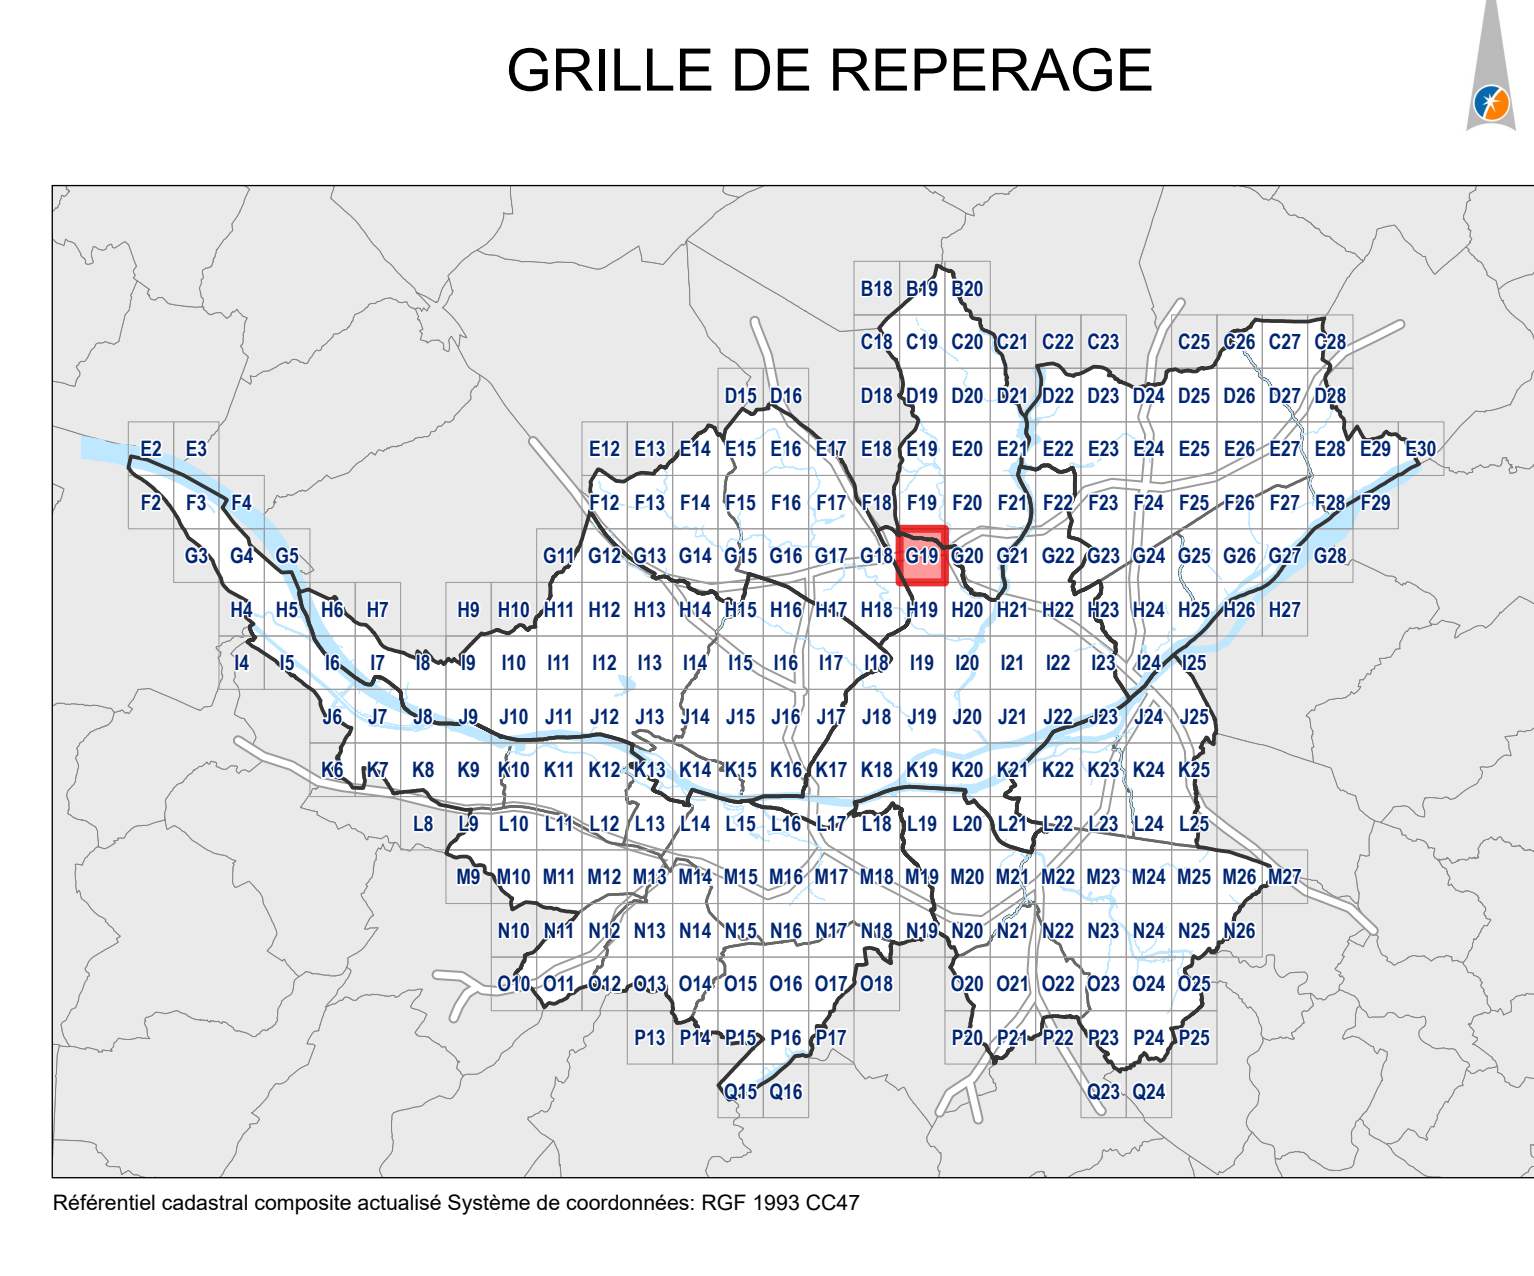 GRILLE DE REPERAGE
B18 B19 B20
C18 C19 C20 C21 C22 C23 C25 C26 C27 C28
D15 D16 D18 D19 D20 D21 D22 D23 D24 D25 D26 D27 D28
E2 E3 E12 E13 E14 E15 E16 E17 E18 E19 E20 E21 E22 E23 E24 E25 E26 E27 E28 E29 E30
F2 F3 F4 F12 F13 F14 F15 F16 F17 F18 F19 F20 F21 F22 F23 F24 F25 F26 F27 F28 F29
G3 G4 G5 G11 G12 G13 G14 G15 G16 G17 G18 G19 G20 G21 G22 G23 G24 G25 G26 G27 G28
H4 H5 H6 H7 H9 H10 H11 H12 H13 H14 H15 H16 H17 H18 H19 H20 H21 H22 H23 H24 H25 H26 H27
I4 I5 I6 I7 I8 I9 I10 I11 I12 I13 I14 I15 I16 I17 I18 I19 I20 I21 I22 I23 I24 I25
J6 J7 J8 J9 J10 J11 J12 J13 J14 J15 J16 J17 J18 J19 J20 J21 J22 J23 J24 J25
K6 K7 K8 K9 K10 K11 K12 K13 K14 K15 K16 K17 K18 K19 K20 K21 K22 K23 K24 K25
L8 L9 L10 L11 L12 L13 L14 L15 L16 L17 L18 L19 L20 L21 L22 L23 L24 L25
M9 M10 M11 M12 M13 M14 M15 M16 M17 M18 M19 M20 M21 M22 M23 M24 M25 M26 M27
N10 N11 N12 N13 N14 N15 N16 N17 N18 N19 N20 N21 N22 N23 N24 N25 N26
O10 O11 O12 O13 O14 O15 O16 O17 O18 O20 O21 O22 O23 O24 O25
P13 P14 P15 P16 P17 P20 P21 P22 P23 P24 P25
Q15 Q16 Q23 Q24
Référentiel cadastral composite actualisé Système de coordonnées: RGF 1993 CC47